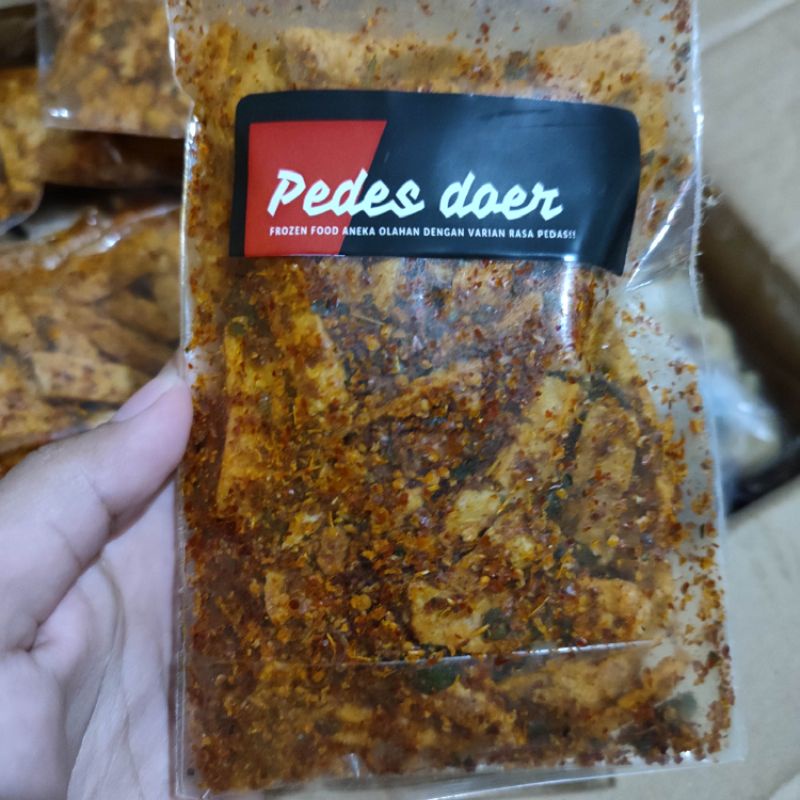 Pedes doer
FROZEN FOOD ANEKA OLAHAN DENGAN VARIAN RASA PEDAS!!